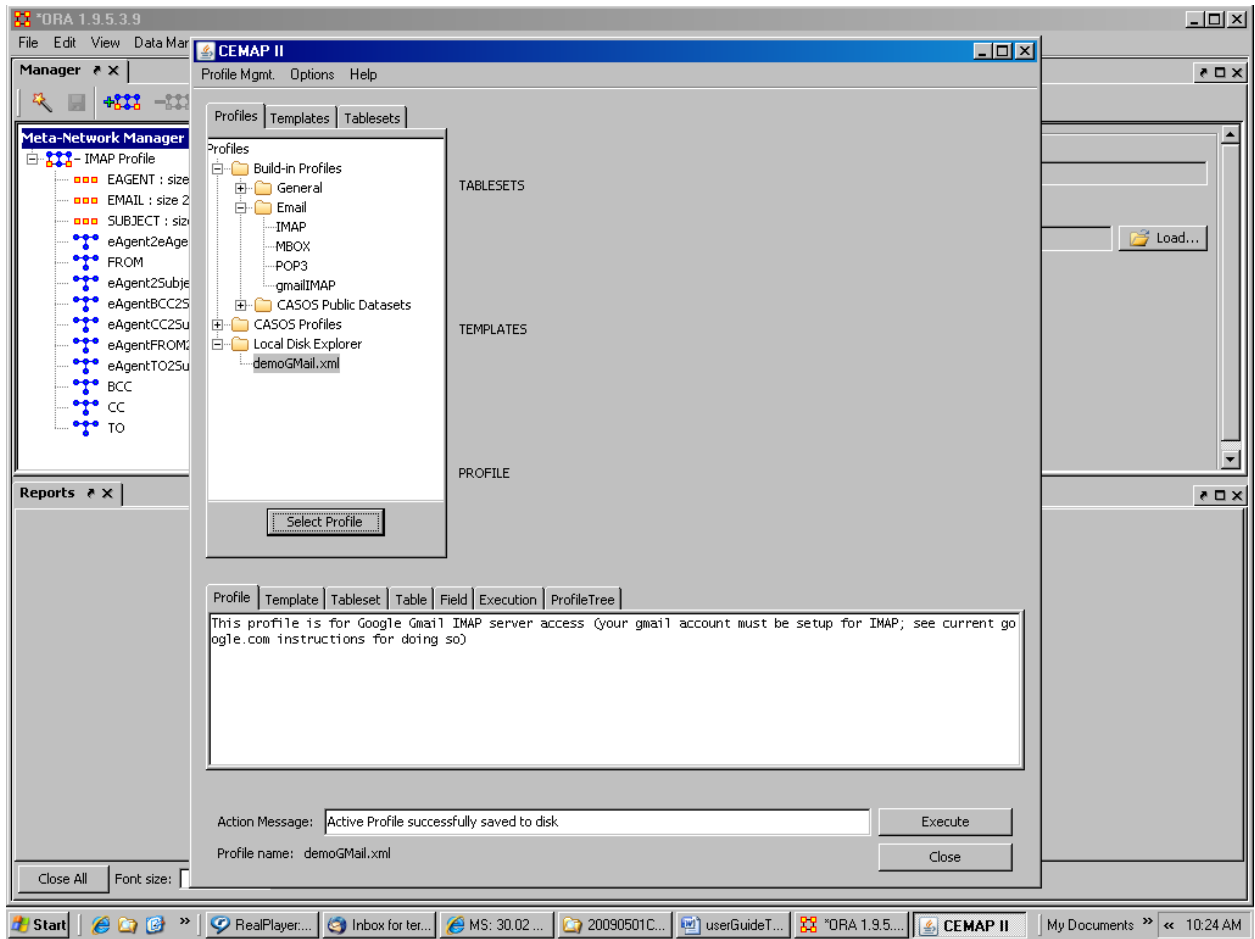 *ORA 1.9.5.3.9
File Edit View Data Mar
Manager
Meta-Network Manager
IMAP Profile
EAGENT : size
EMAIL : size 2
SUBJECT : size
eAgent2eAge
FROM
eAgent2Subje
eAgentBCC2S
eAgentCC2Su
eAgentFROM2
eAgentTO2Su
BCC
CC
TO
Load...
Reports
Close All Font size:
CEMAP II
Profile Mgmt. Options Help
Profiles Templates Tablesets
Profiles
Build-in Profiles
General
Email
IMAP
MBOX
POP3
gmailIMAP
CASOS Public Datasets
CASOS Profiles
Local Disk Explorer
demoGMail.xml
Select Profile
TABLESETS
TEMPLATES
PROFILE
Profile Template Tableset Table Field Execution ProfileTree
This profile is for Google Gmail IMAP server access (your gmail account must be setup for IMAP; see current go
ogle.com instructions for doing so)
Action Message: Active Profile successfully saved to disk
Execute
Profile name: demoGMail.xml
Close
Start » RealPlayer:... Inbox for ter... MS: 30.02 ... 20090501C... userGuideT... *ORA 1.9.5.... CEMAP II My Documents » « 10:24 AM